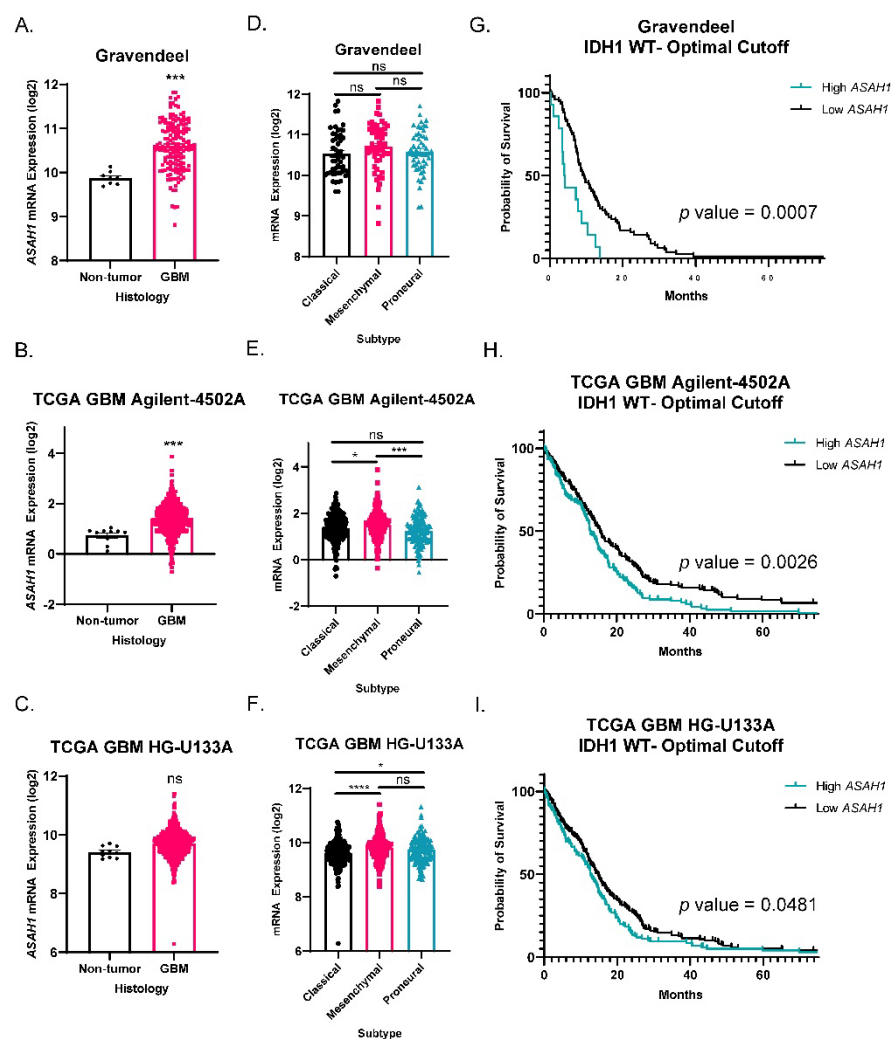 A.
Gravendeel
***
12
11
10
9
8
ASAH1 mRNA Expression (log2)
Non-tumor
GBM
Histology
D.
Gravendeel
ns
ns
ns
12
11
10
9
8
mRNA Expression (log2)
Classical
Mesenchymal
Proneural
Subtype
G.
Gravendeel
IDH1 WT- Optimal Cutoff
High ASAH1
Low ASAH1
100
50
0
Probability of Survival
p value = 0.0007
0
20
40
60
Months
B.
TCGA GBM Agilent-4502A
***
4
2
0
-2
ASAH1 mRNA Expression (log2)
Non-tumor
GBM
Histology
E.
TCGA GBM Agilent-4502A
ns
*
***
4
2
0
-2
mRNA Expression (log2)
Classical
Mesenchymal
Proneural
Subtype
H.
TCGA GBM Agilent-4502A
IDH1 WT- Optimal Cutoff
High ASAH1
Low ASAH1
100
50
0
Probability of Survival
p value = 0.0026
0
20
40
60
Months
C.
TCGA GBM HG-U133A
ns
12
10
8
6
ASAH1 mRNA Expression (log2)
Non-tumor
GBM
Histology
F.
TCGA GBM HG-U133A
*
****
ns
12
10
8
6
mRNA Expression (log2)
Classical
Mesenchymal
Proneural
Subtype
I.
TCGA GBM HG-U133A
IDH1 WT- Optimal Cutoff
High ASAH1
Low ASAH1
100
50
0
Probability of Survival
p value = 0.0481
0
20
40
60
Months